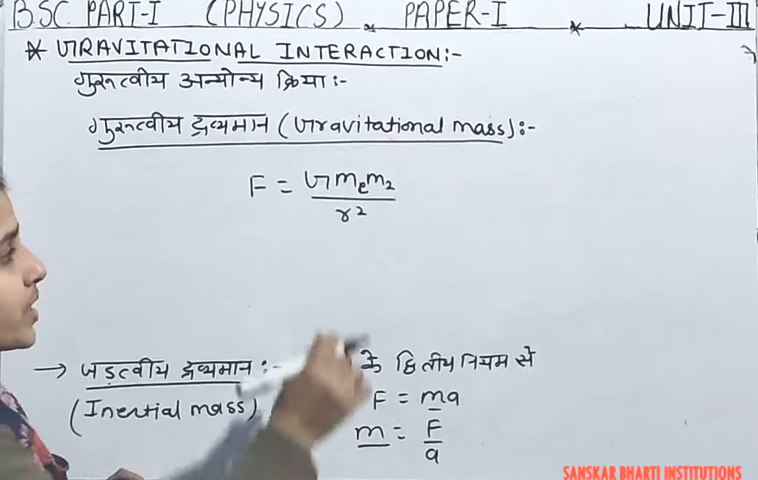 BSC PART-I (PHYSICS) * PAPER-I * UNIT-III
* GRAVITATIONAL INTERACTION:-
गुरुत्वीय अन्योन्य क्रिया:-
गुरुत्वीय द्रव्यमान (Gravitational mass):-
F = G mₑm₂ / r²
→ जड़त्वीय द्रव्यमान:- के द्वितीय नियम से
(Inertial mass) F = ma
m = F / a
SANSKAR BHARTI INSTITUTIONS